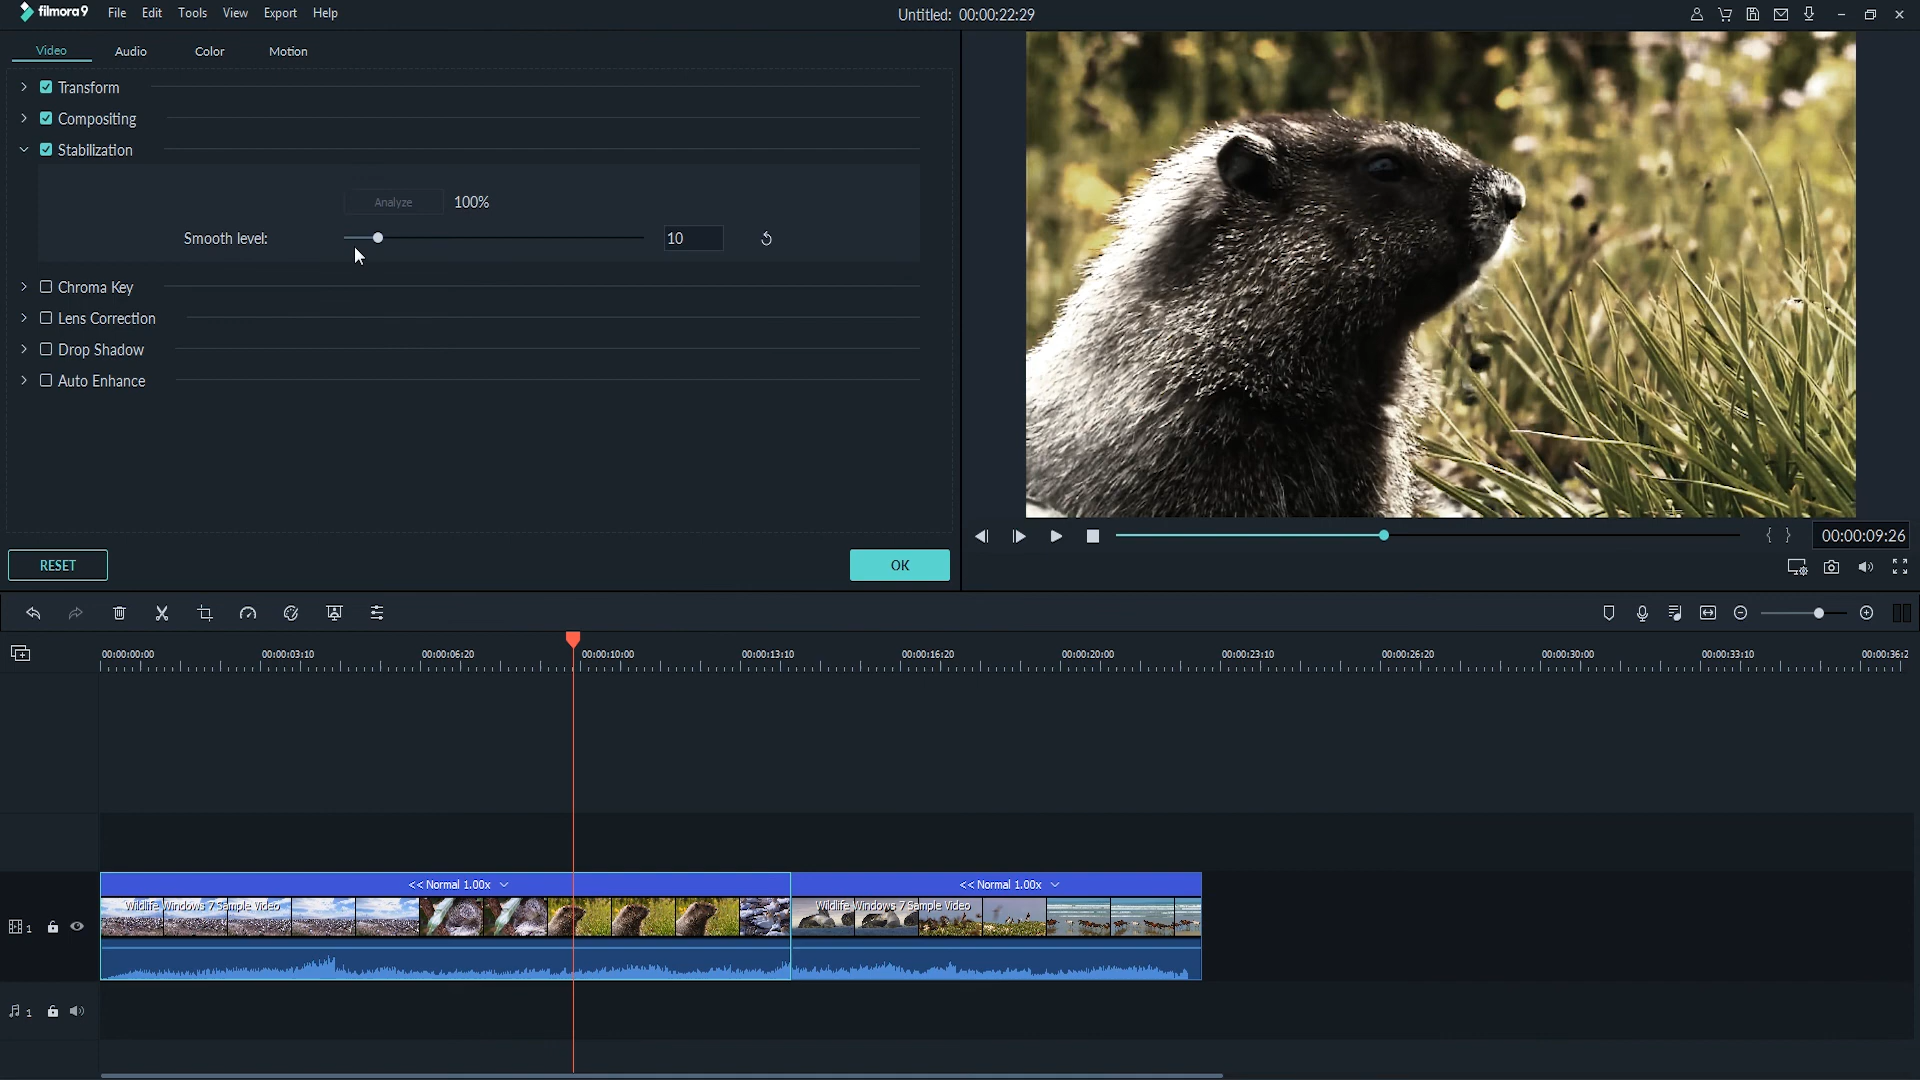 filmora9 File Edit Tools View Export Help Untitled: 00:00:22:29
Video Audio Color Motion
Transform
Compositing
Stabilization
Analyze 100%
Smooth level: 10
Chroma Key
Lens Correction
Drop Shadow
Auto Enhance
00:00:09:26
RESET OK
00:00:00:00 00:00:03:10 00:00:06:20 00:00:10:00 00:00:13:10 00:00:16:20 00:00:20:00 00:00:23:10 00:00:26:20 00:00:30:00 00:00:33:10 00:00:36:2
<< Normal 1.00x << Normal 1.00x
Wildlife Windows 7 Sample Video Wildlife Windows 7 Sample Video
1
1